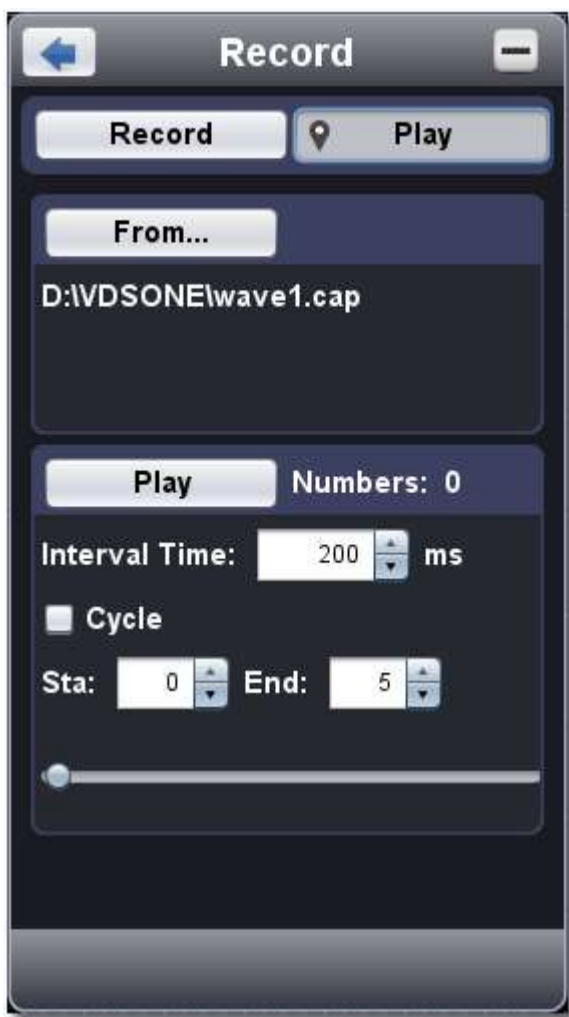 Record
Record Play
From...
D:\VDSONE\wave1.cap
Play Numbers: 0
Interval Time: 200 ms
Cycle
Sta: 0 End: 5